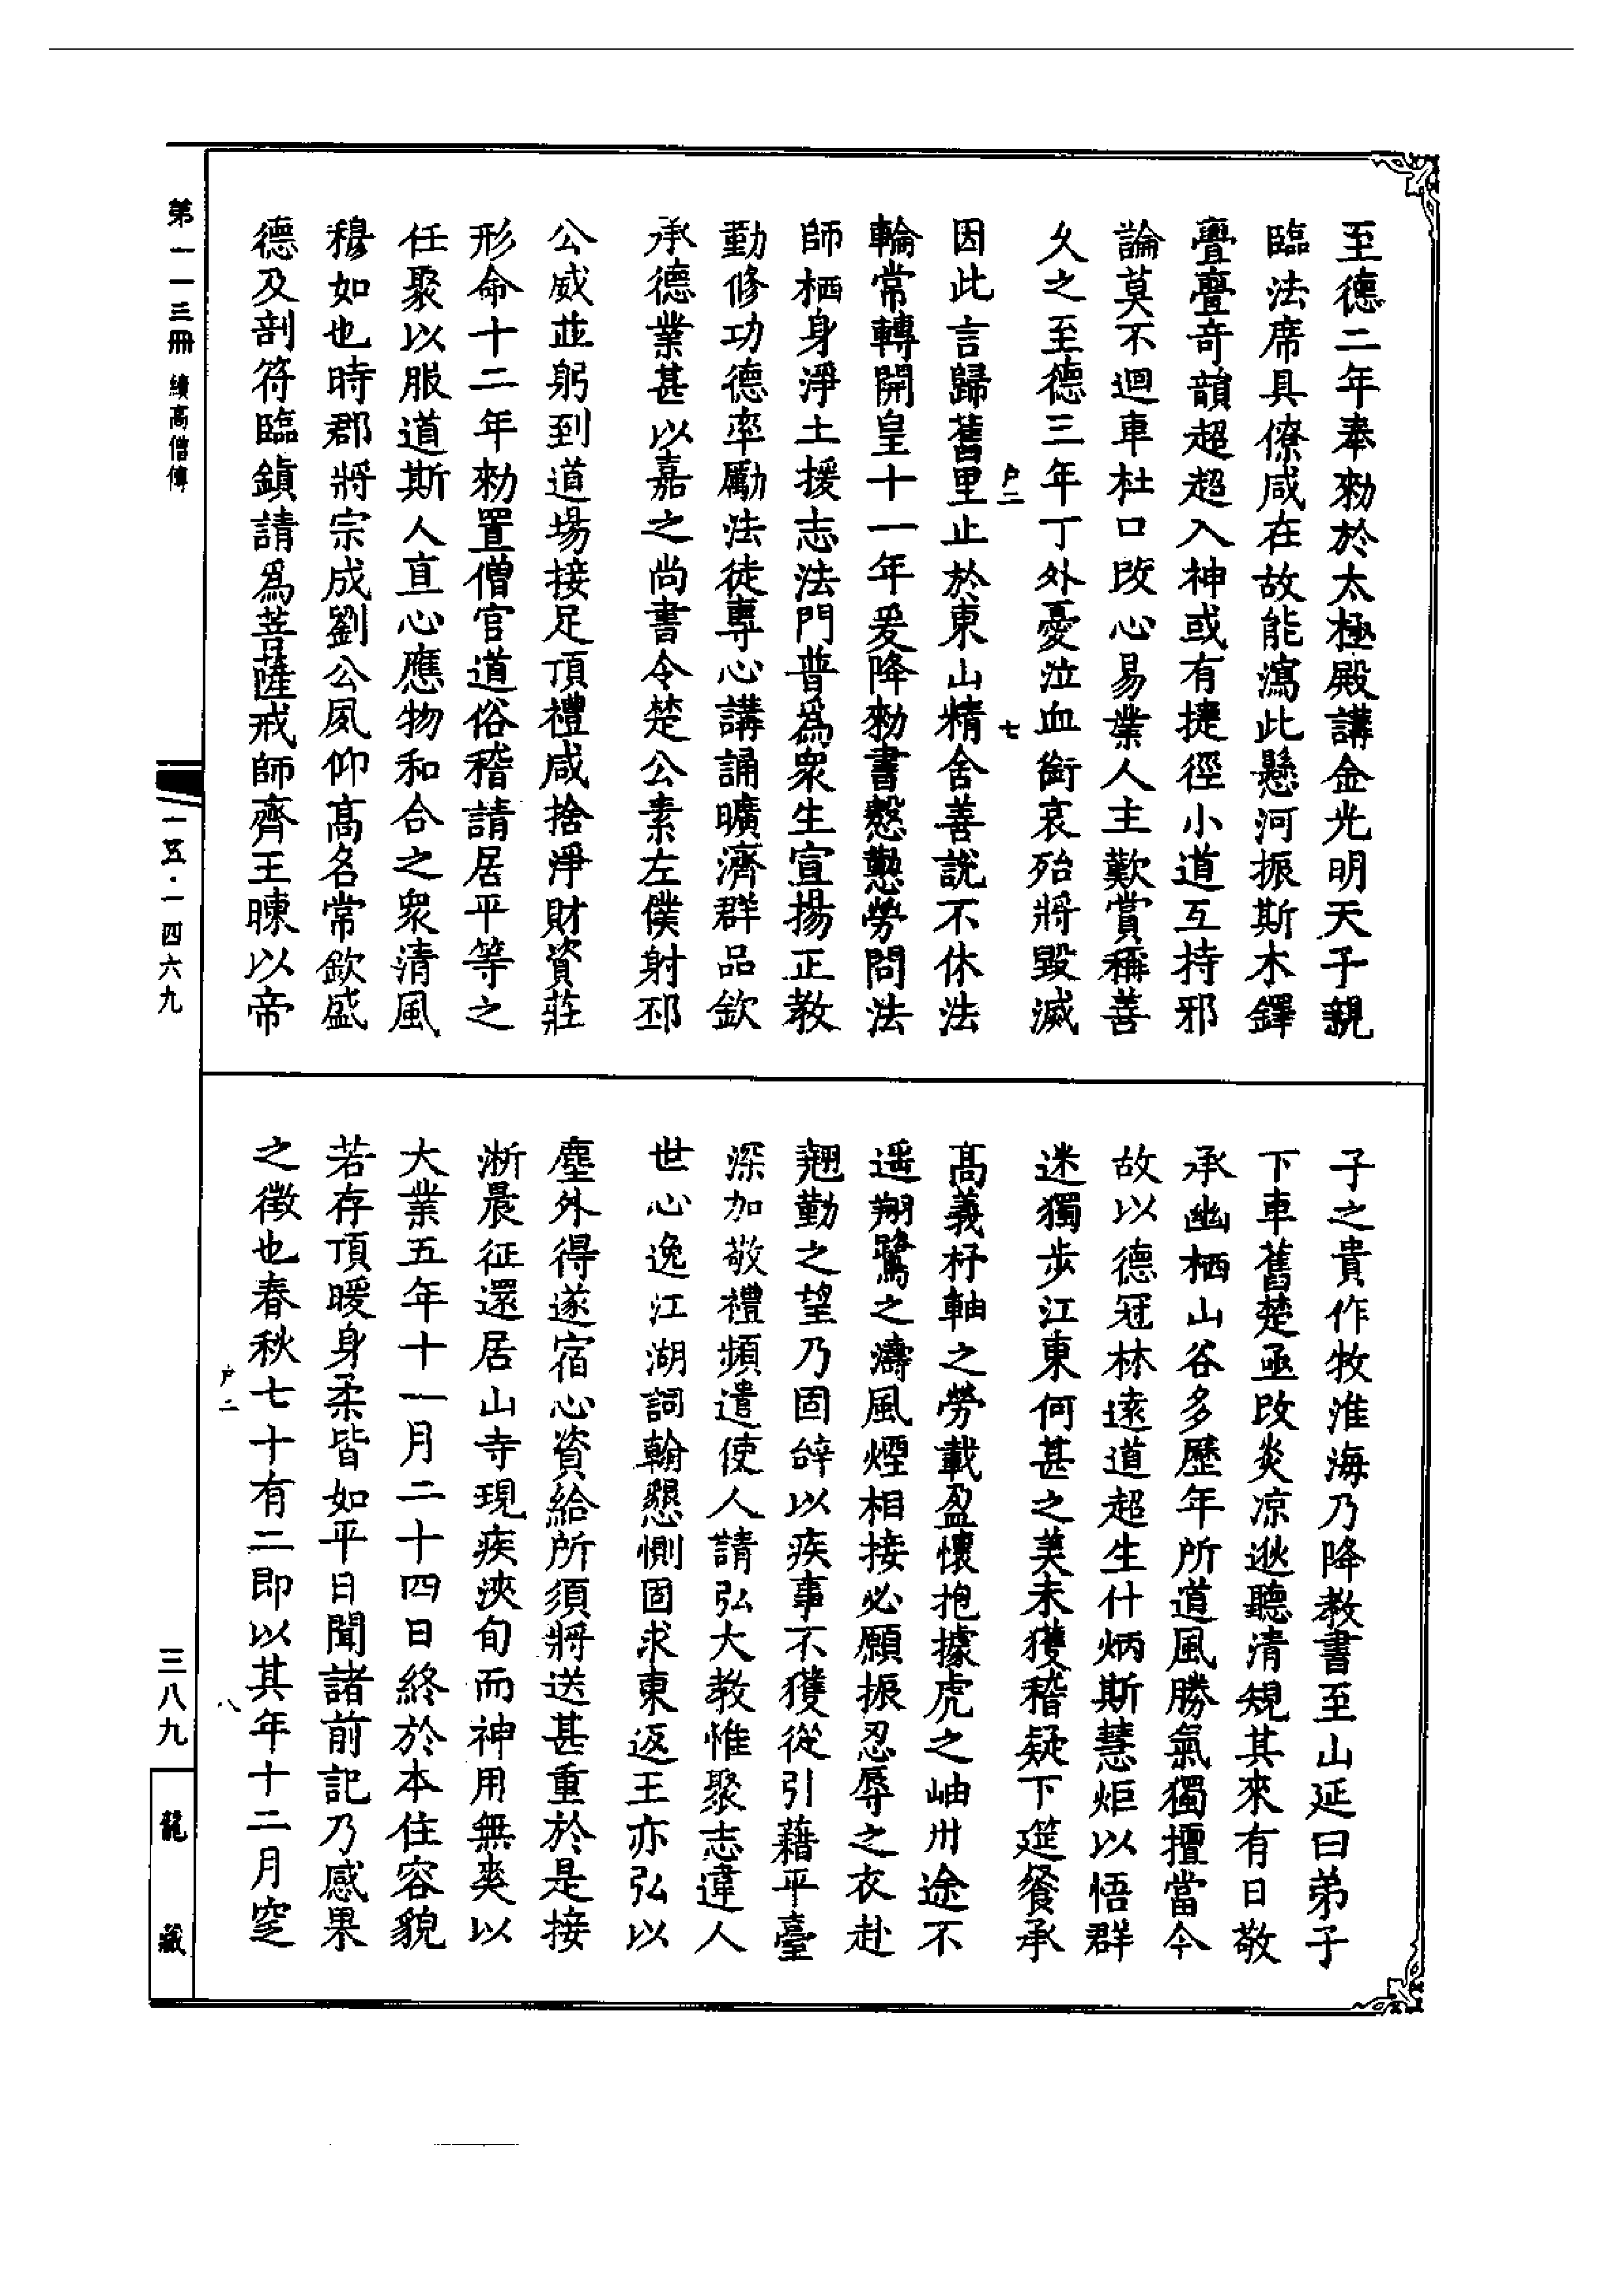 至德二年奉勑於太極殿講金光明天子親
臨法席具僚咸在故能瀉此懸河振斯木鐸
亹亹奇韻超超入神或有捷徑小道互持邪
論莫不迴車杜口改心易業人主歎賞稱善
久之至德三年丁外憂泣血銜哀殆將毀滅
户二 七
因此言歸舊里止於東山精舍善說不休法
輪常轉開皇十一年爰降勑書慇懃勞問法
師栖身淨土援志法門普為衆生宣揚正教
勤修功德率勵法徒專心講誦曠濟群品欽
承德業甚以嘉之尚書令楚公素左僕射邳
公威並躬到道場接足頂禮咸捨淨財資莊
形命十二年勑置僧官道俗稽請居平等之
任聚以服道斯人直心應物和合之衆清風
穆如也時郡將宗成劉公夙仰高名常欽盛
德及剖符臨鎮請為菩薩戒師齊王暕以帝
子之貴作牧淮海乃降教書至山延曰弟子
下車舊楚亟改炎凉逖聽清規其來有日敬
承幽栖山谷多歷年所道風勝氣獨擅當今
故以德冠林遠道超生什炳斯慧炬以悟群
迷獨步江東何甚之美未獲稽疑下筵餐承
高義杼軸之勞載盈懷抱據虎之岫卅途不
遥翔鷺之濤風煙相接必願振忍辱之衣赴
翹勤之望乃固辭以疾事不獲從引藉平臺
深加敬禮頻遣使人請弘大教惟聚志違人
世心逸江湖詞翰懇惻固求東返王亦弘以
塵外得遂宿心資給所須將送甚重於是接
淅晨征還居山寺現疾浹旬而神用無爽以
大業五年十一月二十四日終於本住容貌
若存頂暖身柔皆如平日聞諸前記乃感果
之徵也春秋七十有二即以其年十二月窆
户二 八
第一一三冊 續高僧傳
一五·一四六九
三八九
龍藏